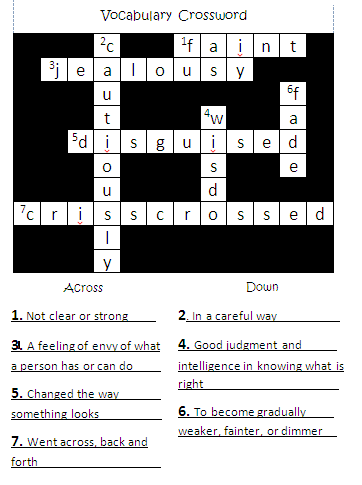 Vocabulary Crossword
2c 1f a i n t
3j e a l o u s y
u 6f
t 4w a
5d i s g u i s e d
o s e
u d
7c r i s s c r o s s e d
l
y
Across Down
1. Not clear or strong
3. A feeling of envy of what
a person has or can do
5. Changed the way
something looks
7. Went across, back and
forth
2. In a careful way
4. Good judgment and
intelligence in knowing what is
right
6. To become gradually
weaker, fainter, or dimmer